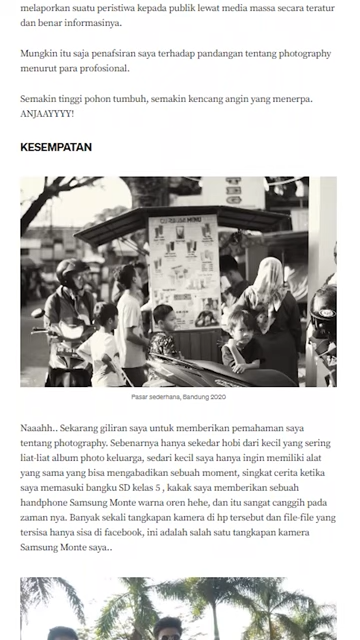 melaporkan suatu peristiwa kepada publik lewat media massa secara teratur
dan benar informasinya.
Mungkin itu saja penafsiran saya terhadap pandangan tentang photography
menurut para profosional.
Semakin tinggi pohon tumbuh, semakin kencang angin yang menerpa.
ANJAAYYYY!
KESEMPATAN
Pasar sederhana, Bandung 2020
Naaahh.. Sekarang giliran saya untuk memberikan pemahaman saya
tentang photography. Sebenarnya hanya sekedar hobi dari kecil yang sering
liat-liat album photo keluarga, sedari kecil saya hanya ingin memiliki alat
yang sama yang bisa mengabadikan sebuah moment, singkat cerita ketika
saya memasuki bangku SD kelas 5 , kakak saya memberikan sebuah
handphone Samsung Monte warna oren hehe, dan itu sangat canggih pada
zaman nya. Banyak sekali tangkapan kamera di hp tersebut dan file-file yang
tersisa hanya sisa di facebook, ini adalah salah satu tangkapan kamera
Samsung Monte saya..